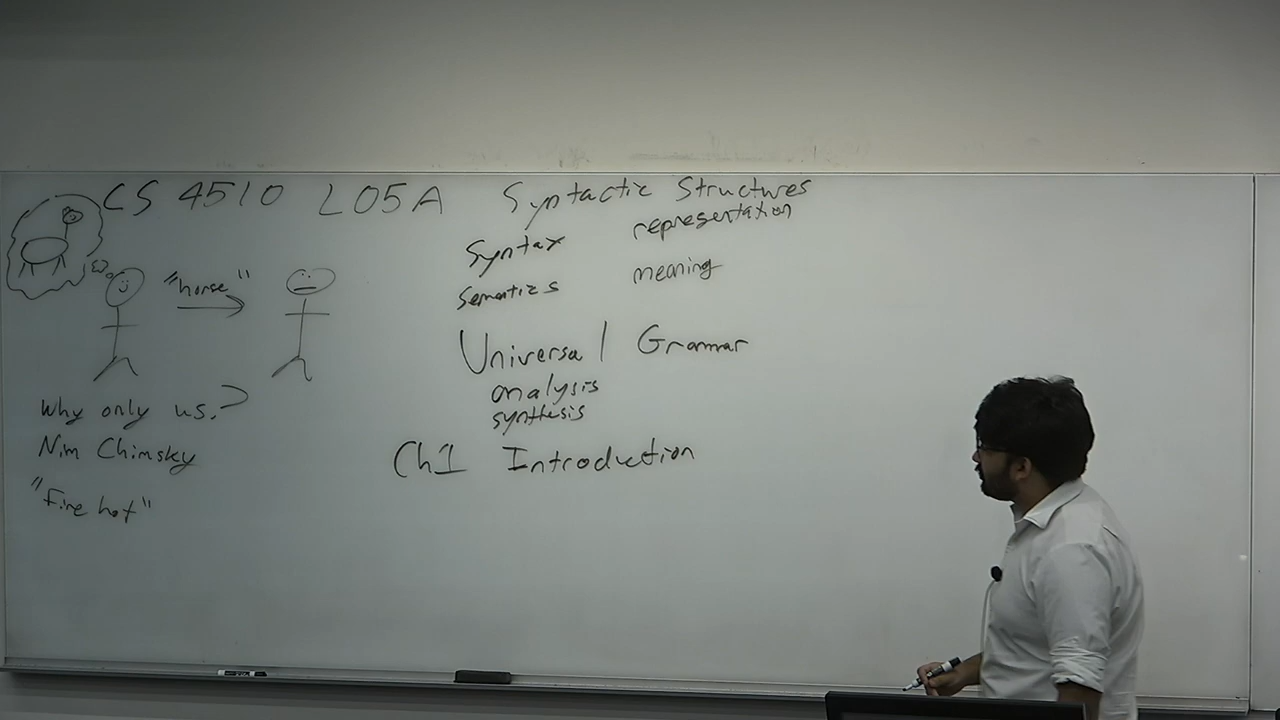 CS 4510 L05A Syntactic Structures
Syntax representation
Semantics meaning
"horse"
Universal Grammar
analysis
synthesis
Why only us?
Nim Chimsky
"Fire hot"
Ch1 Introduction